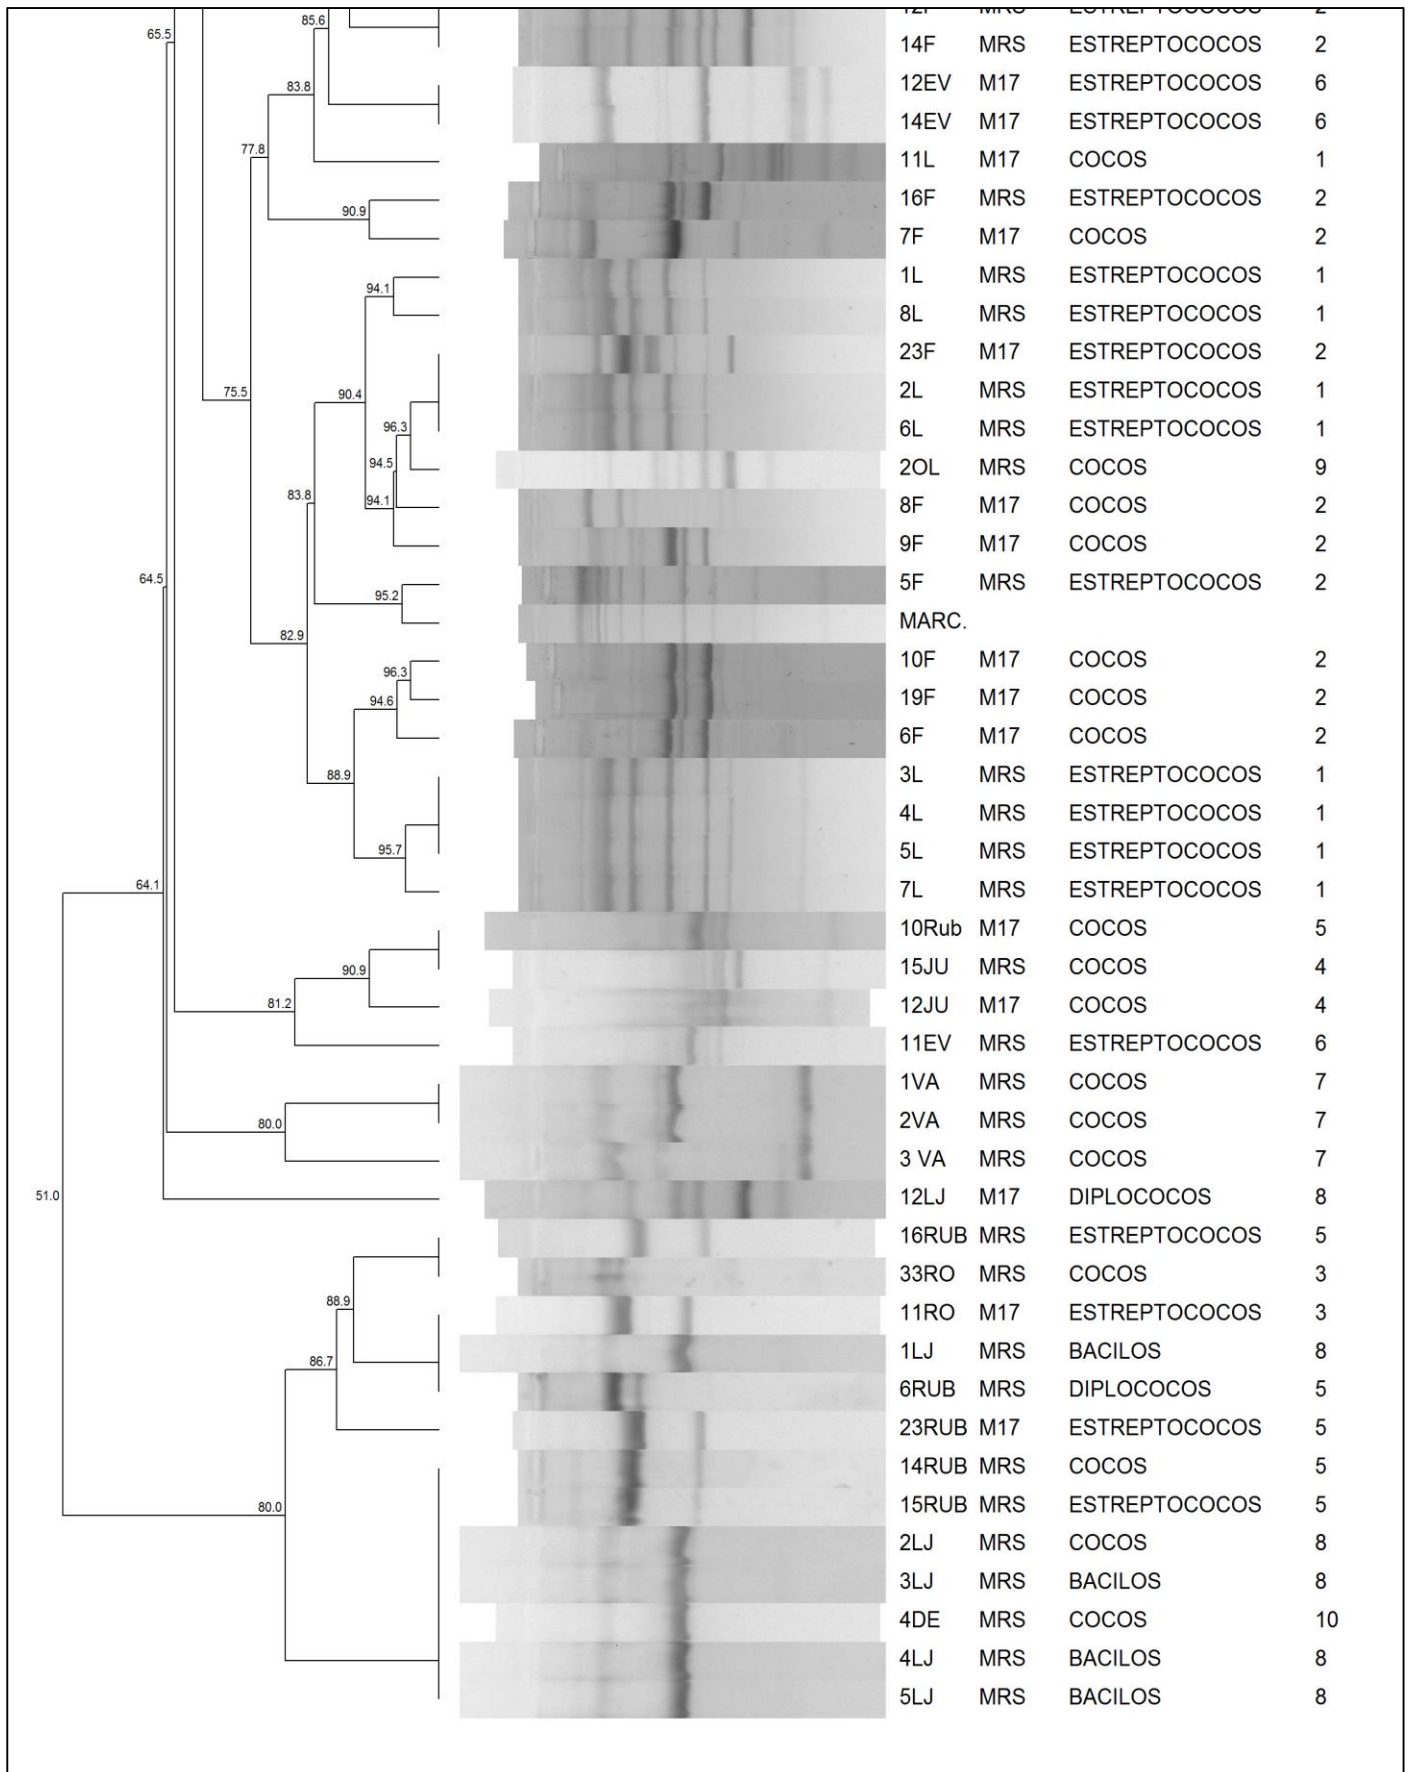 MRS ESTREPTOCOCOS 2
85.6
65.5
14F MRS ESTREPTOCOCOS 2
12EV M17 ESTREPTOCOCOS 6
83.8
14EV M17 ESTREPTOCOCOS 6
77.8
11L M17 COCOS 1
16F MRS ESTREPTOCOCOS 2
90.9
7F M17 COCOS 2
1L MRS ESTREPTOCOCOS 1
94.1
8L MRS ESTREPTOCOCOS 1
23F M17 ESTREPTOCOCOS 2
2L MRS ESTREPTOCOCOS 1
75.5
90.4
6L MRS ESTREPTOCOCOS 1
96.3
94.5
2OL MRS COCOS 9
83.8
94.1
8F M17 COCOS 2
9F M17 COCOS 2
64.5
5F MRS ESTREPTOCOCOS 2
95.2
MARC.
82.9
10F M17 COCOS 2
96.3
19F M17 COCOS 2
94.6
6F M17 COCOS 2
88.9
3L MRS ESTREPTOCOCOS 1
4L MRS ESTREPTOCOCOS 1
5L MRS ESTREPTOCOCOS 1
95.7
64.1
7L MRS ESTREPTOCOCOS 1
10Rub M17 COCOS 5
15JU MRS COCOS 4
90.9
81.2
12JU M17 COCOS 4
11EV MRS ESTREPTOCOCOS 6
1VA MRS COCOS 7
2VA MRS COCOS 7
80.0
3 VA MRS COCOS 7
51.0
12LJ M17 DIPLOCOCOS 8
16RUB MRS ESTREPTOCOCOS 5
33RO MRS COCOS 3
88.9
11RO M17 ESTREPTOCOCOS 3
1LJ MRS BACILOS 8
86.7
6RUB MRS DIPLOCOCOS 5
23RUB M17 ESTREPTOCOCOS 5
14RUB MRS COCOS 5
15RUB MRS ESTREPTOCOCOS 5
80.0
2LJ MRS COCOS 8
3LJ MRS BACILOS 8
4DE MRS COCOS 10
4LJ MRS BACILOS 8
5LJ MRS BACILOS 8